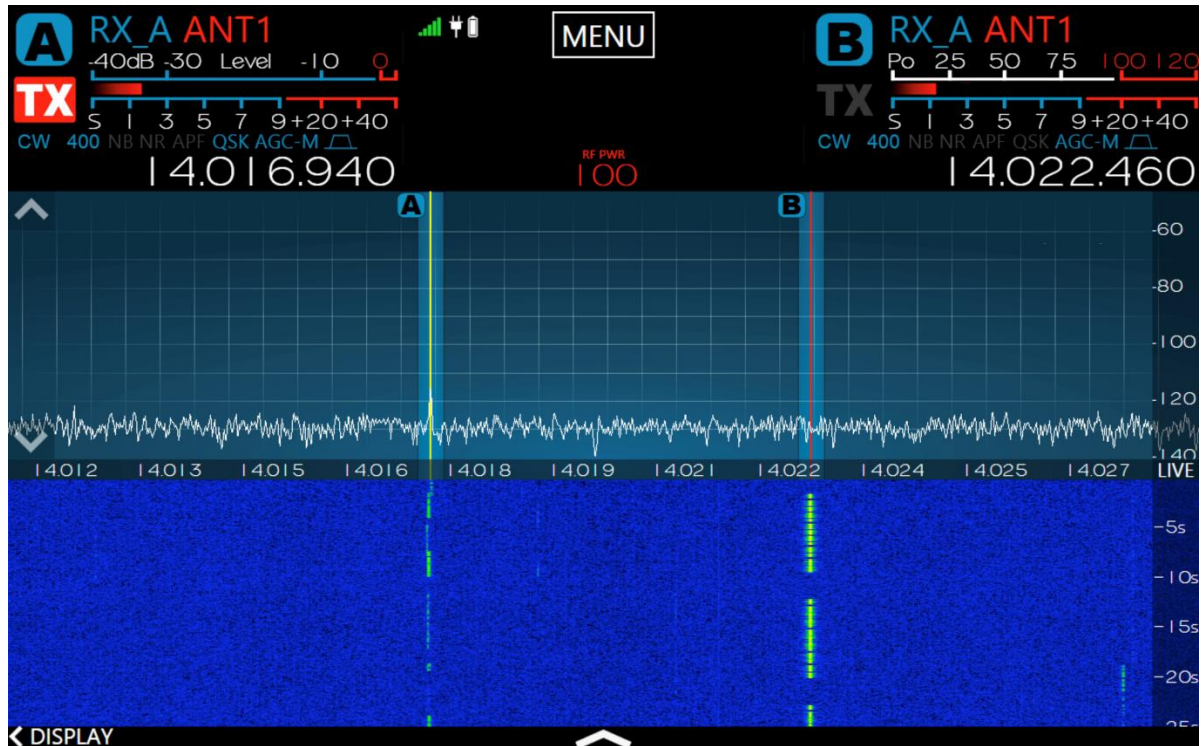 A RX_A ANT1
-40dB -30 Level -10 0
TX
S 1 3 5 7 9+20+40
CW 400 NB NR APF QSK AGC-M
14.016.940
MENU
RF PWR
100
B RX_A ANT1
Po 25 50 75 100 120
TX
S 1 3 5 7 9+20+40
CW 400 NB NR APF QSK AGC-M
14.022.460
A
B
-60
-80
-100
-120
-140
14.012 14.013 14.015 14.016 14.018 14.019 14.021 14.022 14.024 14.025 14.027 LIVE
-5s
-10s
-15s
-20s
-25s
DISPLAY